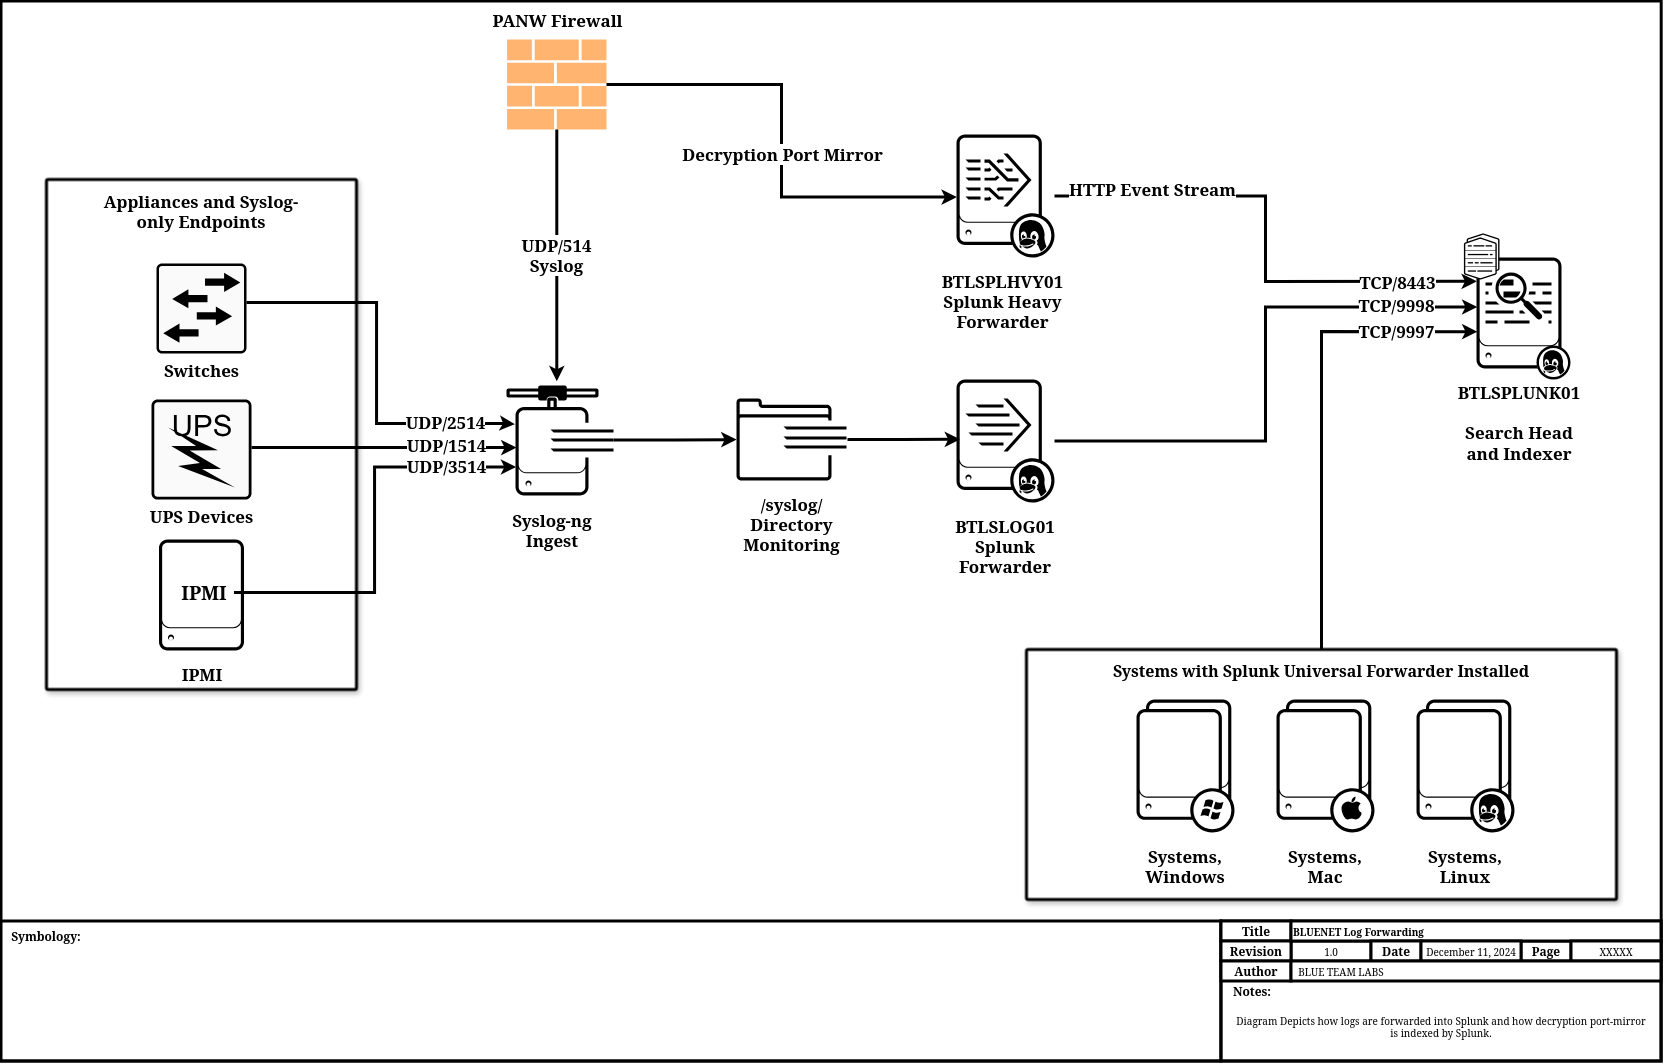 PANW Firewall
Decryption Port Mirror
UDP/514
Syslog
HTTP Event Stream
Appliances and Syslog-
only Endpoints
Switches
UPS
UPS Devices
IPMI
IPMI
UDP/2514
UDP/1514
UDP/3514
Syslog-ng
Ingest
/syslog/
Directory
Monitoring
BTLSPLHVY01
Splunk Heavy
Forwarder
BTLSLOG01
Splunk
Forwarder
TCP/8443
TCP/9998
TCP/9997
BTLSPLUNK01
Search Head
and Indexer
Systems with Splunk Universal Forwarder Installed
Systems,
Windows
Systems,
Mac
Systems,
Linux
Symbology:
Title BLUENET Log Forwarding
Revision 1.0 Date December 11, 2024 Page XXXXX
Author BLUE TEAM LABS
Notes:
Diagram Depicts how logs are forwarded into Splunk and how decryption port-mirror
is indexed by Splunk.